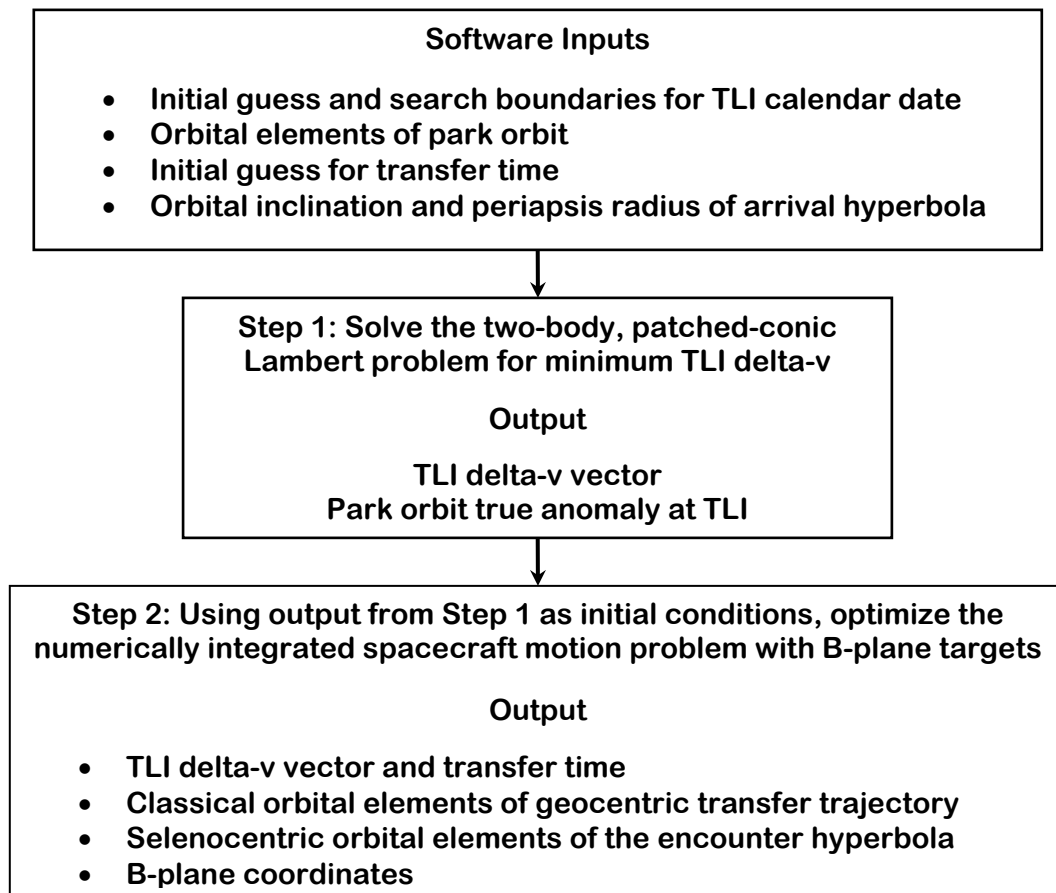 Software Inputs
• Initial guess and search boundaries for TLI calendar date
• Orbital elements of park orbit
• Initial guess for transfer time
• Orbital inclination and periapsis radius of arrival hyperbola
Step 1: Solve the two-body, patched-conic
Lambert problem for minimum TLI delta-v
Output
TLI delta-v vector
Park orbit true anomaly at TLI
Step 2: Using output from Step 1 as initial conditions, optimize the
numerically integrated spacecraft motion problem with B-plane targets
Output
• TLI delta-v vector and transfer time
• Classical orbital elements of geocentric transfer trajectory
• Selenocentric orbital elements of the encounter hyperbola
• B-plane coordinates